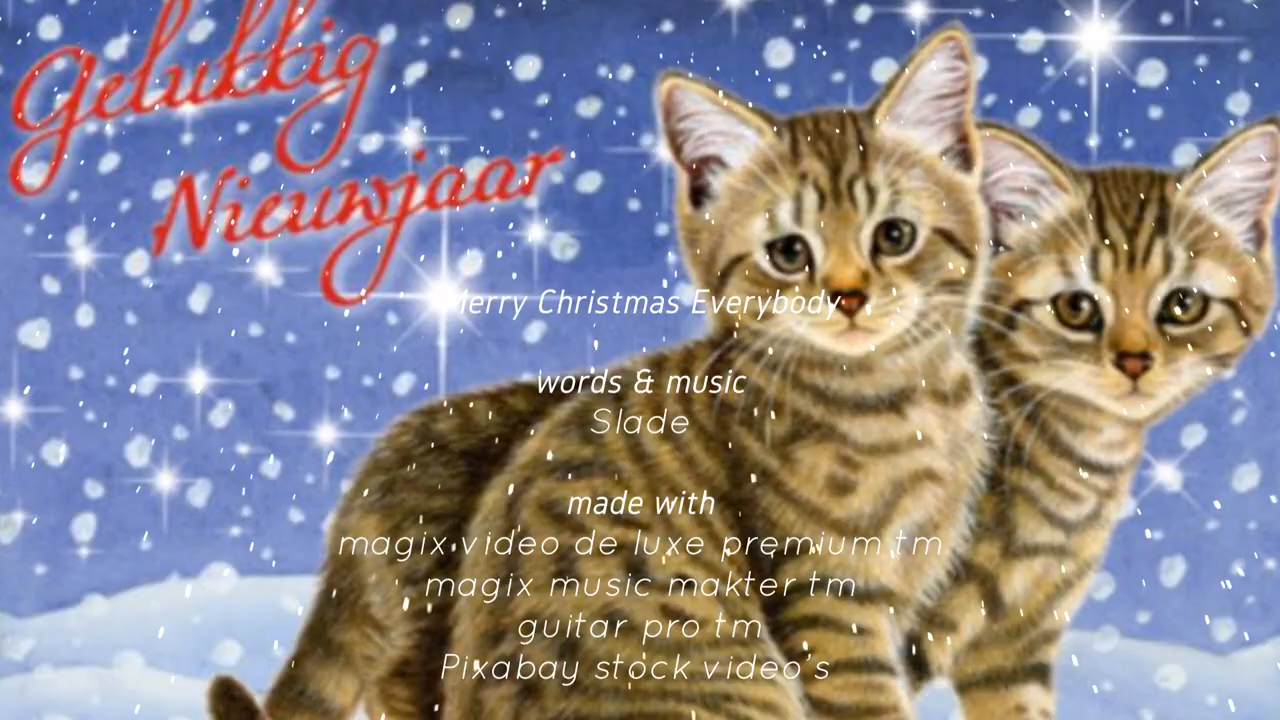 Gelukkig
Nieuwjaar
Merry Christmas Everybody
words & music
Slade
made with
magix video de luxe premium tm
magix music makter tm
guitar pro tm
Pixabay stock video's